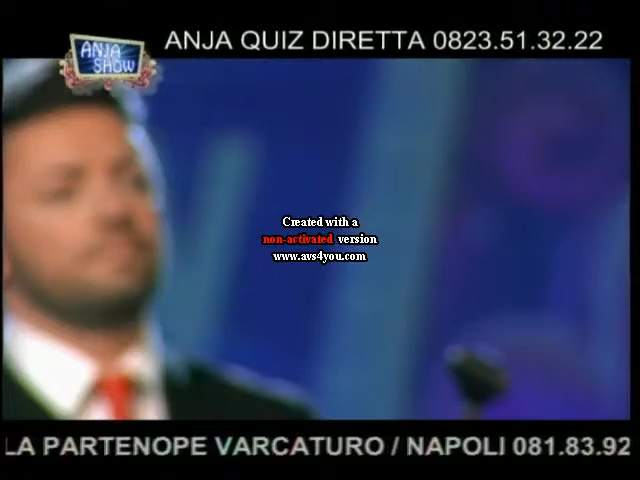 ANJA QUIZ DIRETTA 0823.51.32.22
ANJA
SHOW
Created with a
non-activated version
www.avs4you.com
LA PARTENOPE VARCATURO / NAPOLI 081.83.92